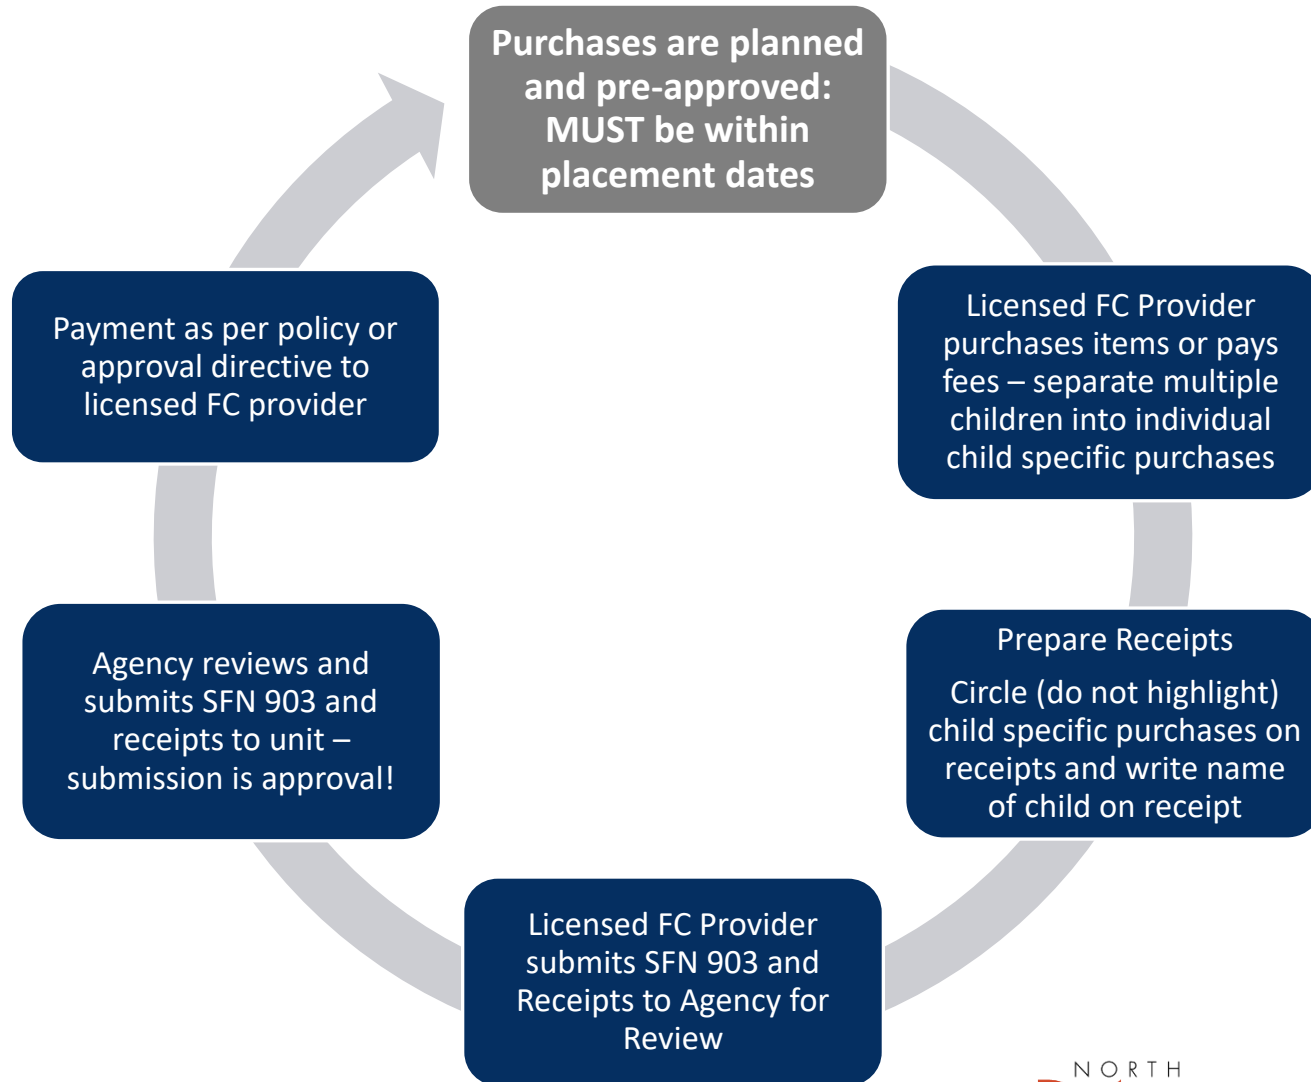 Purchases are planned
and pre-approved:
MUST be within
placement dates
Licensed FC Provider
purchases items or pays
fees – separate multiple
children into individual
child specific purchases
Prepare Receipts
Circle (do not highlight)
child specific purchases on
receipts and write name
of child on receipt
Licensed FC Provider
submits SFN 903 and
Receipts to Agency for
Review
Agency reviews and
submits SFN 903 and
receipts to unit –
submission is approval!
Payment as per policy or
approval directive to
licensed FC provider
NORTH